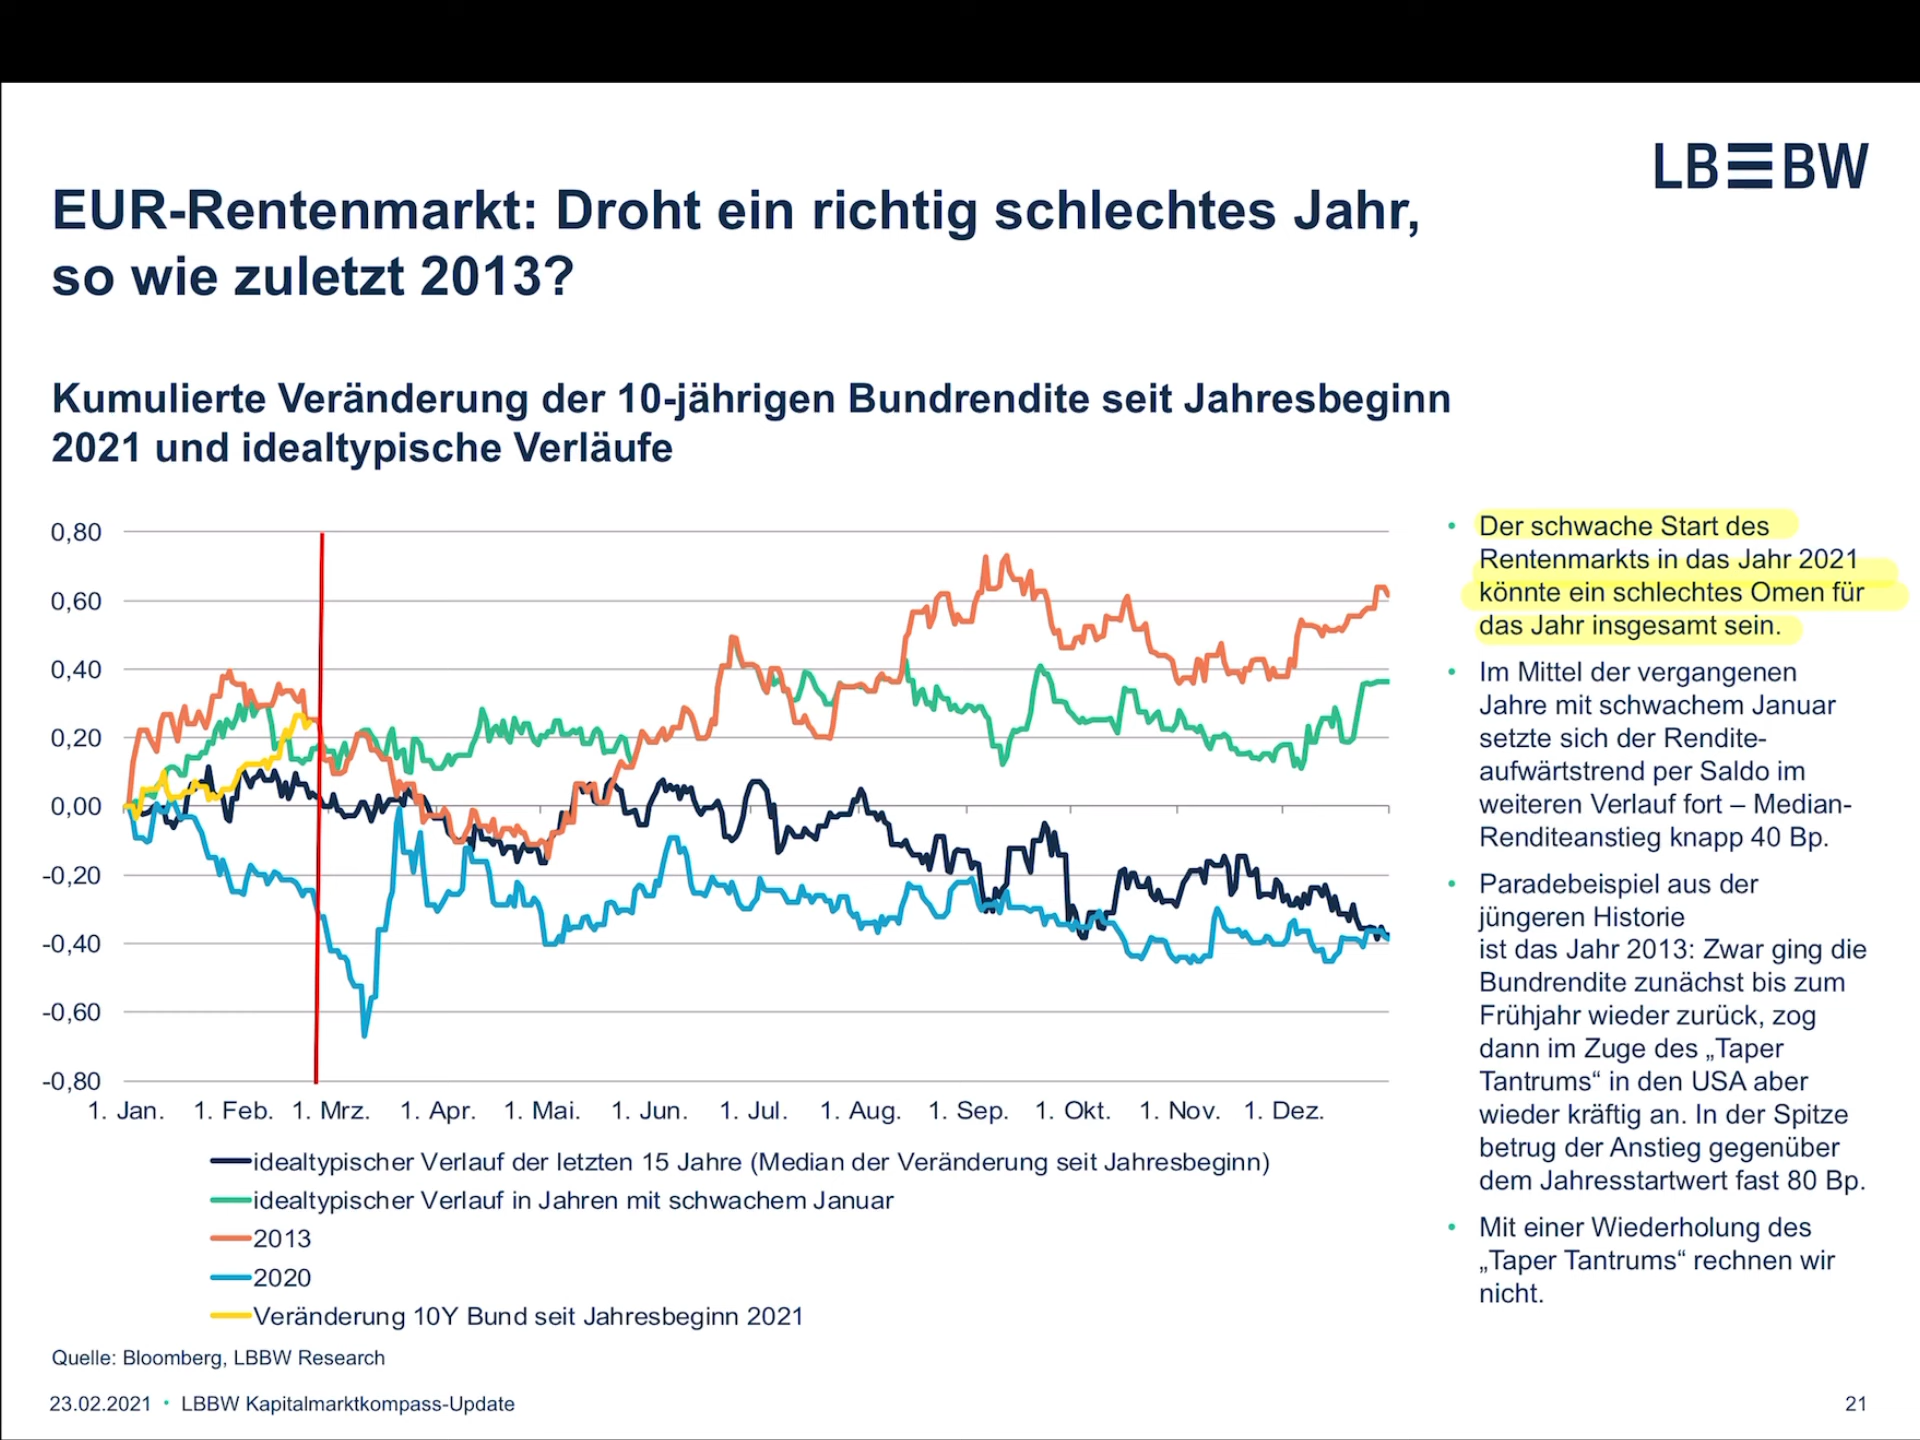 LBBW
EUR-Rentenmarkt: Droht ein richtig schlechtes Jahr,
so wie zuletzt 2013?
Kumulierte Veränderung der 10-jährigen Bundrendite seit Jahresbeginn
2021 und idealtypische Verläufe
0,80
0,60
0,40
0,20
0,00
-0,20
-0,40
-0,60
-0,80
1. Jan. 1. Feb. 1. Mrz. 1. Apr. 1. Mai. 1. Jun. 1. Jul. 1. Aug. 1. Sep. 1. Okt. 1. Nov. 1. Dez.
idealtypischer Verlauf der letzten 15 Jahre (Median der Veränderung seit Jahresbeginn)
idealtypischer Verlauf in Jahren mit schwachem Januar
2013
2020
Veränderung 10Y Bund seit Jahresbeginn 2021
• Der schwache Start des
Rentenmarkts in das Jahr 2021
könnte ein schlechtes Omen für
das Jahr insgesamt sein.
• Im Mittel der vergangenen
Jahre mit schwachem Januar
setzte sich der Rendite-
aufwärtstrend per Saldo im
weiteren Verlauf fort – Median-
Renditeanstieg knapp 40 Bp.
• Paradebeispiel aus der
jüngeren Historie
ist das Jahr 2013: Zwar ging die
Bundrendite zunächst bis zum
Frühjahr wieder zurück, zog
dann im Zuge des „Taper
Tantrums“ in den USA aber
wieder kräftig an. In der Spitze
betrug der Anstieg gegenüber
dem Jahresstartwert fast 80 Bp.
• Mit einer Wiederholung des
„Taper Tantrums“ rechnen wir
nicht.
Quelle: Bloomberg, LBBW Research
23.02.2021 • LBBW Kapitalmarktkompass-Update
21